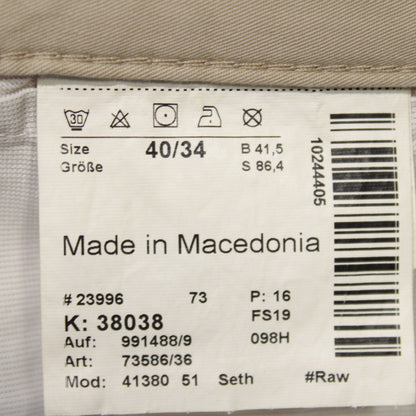 30
Size 40/34 B 41,5
Größe S 86,4
10244405
Made in Macedonia
# 23996 73 P: 16
K: 38038 FS19
Auf: 991488/9 098H
Art: 73586/36
Mod: 41380 51 Seth #Raw